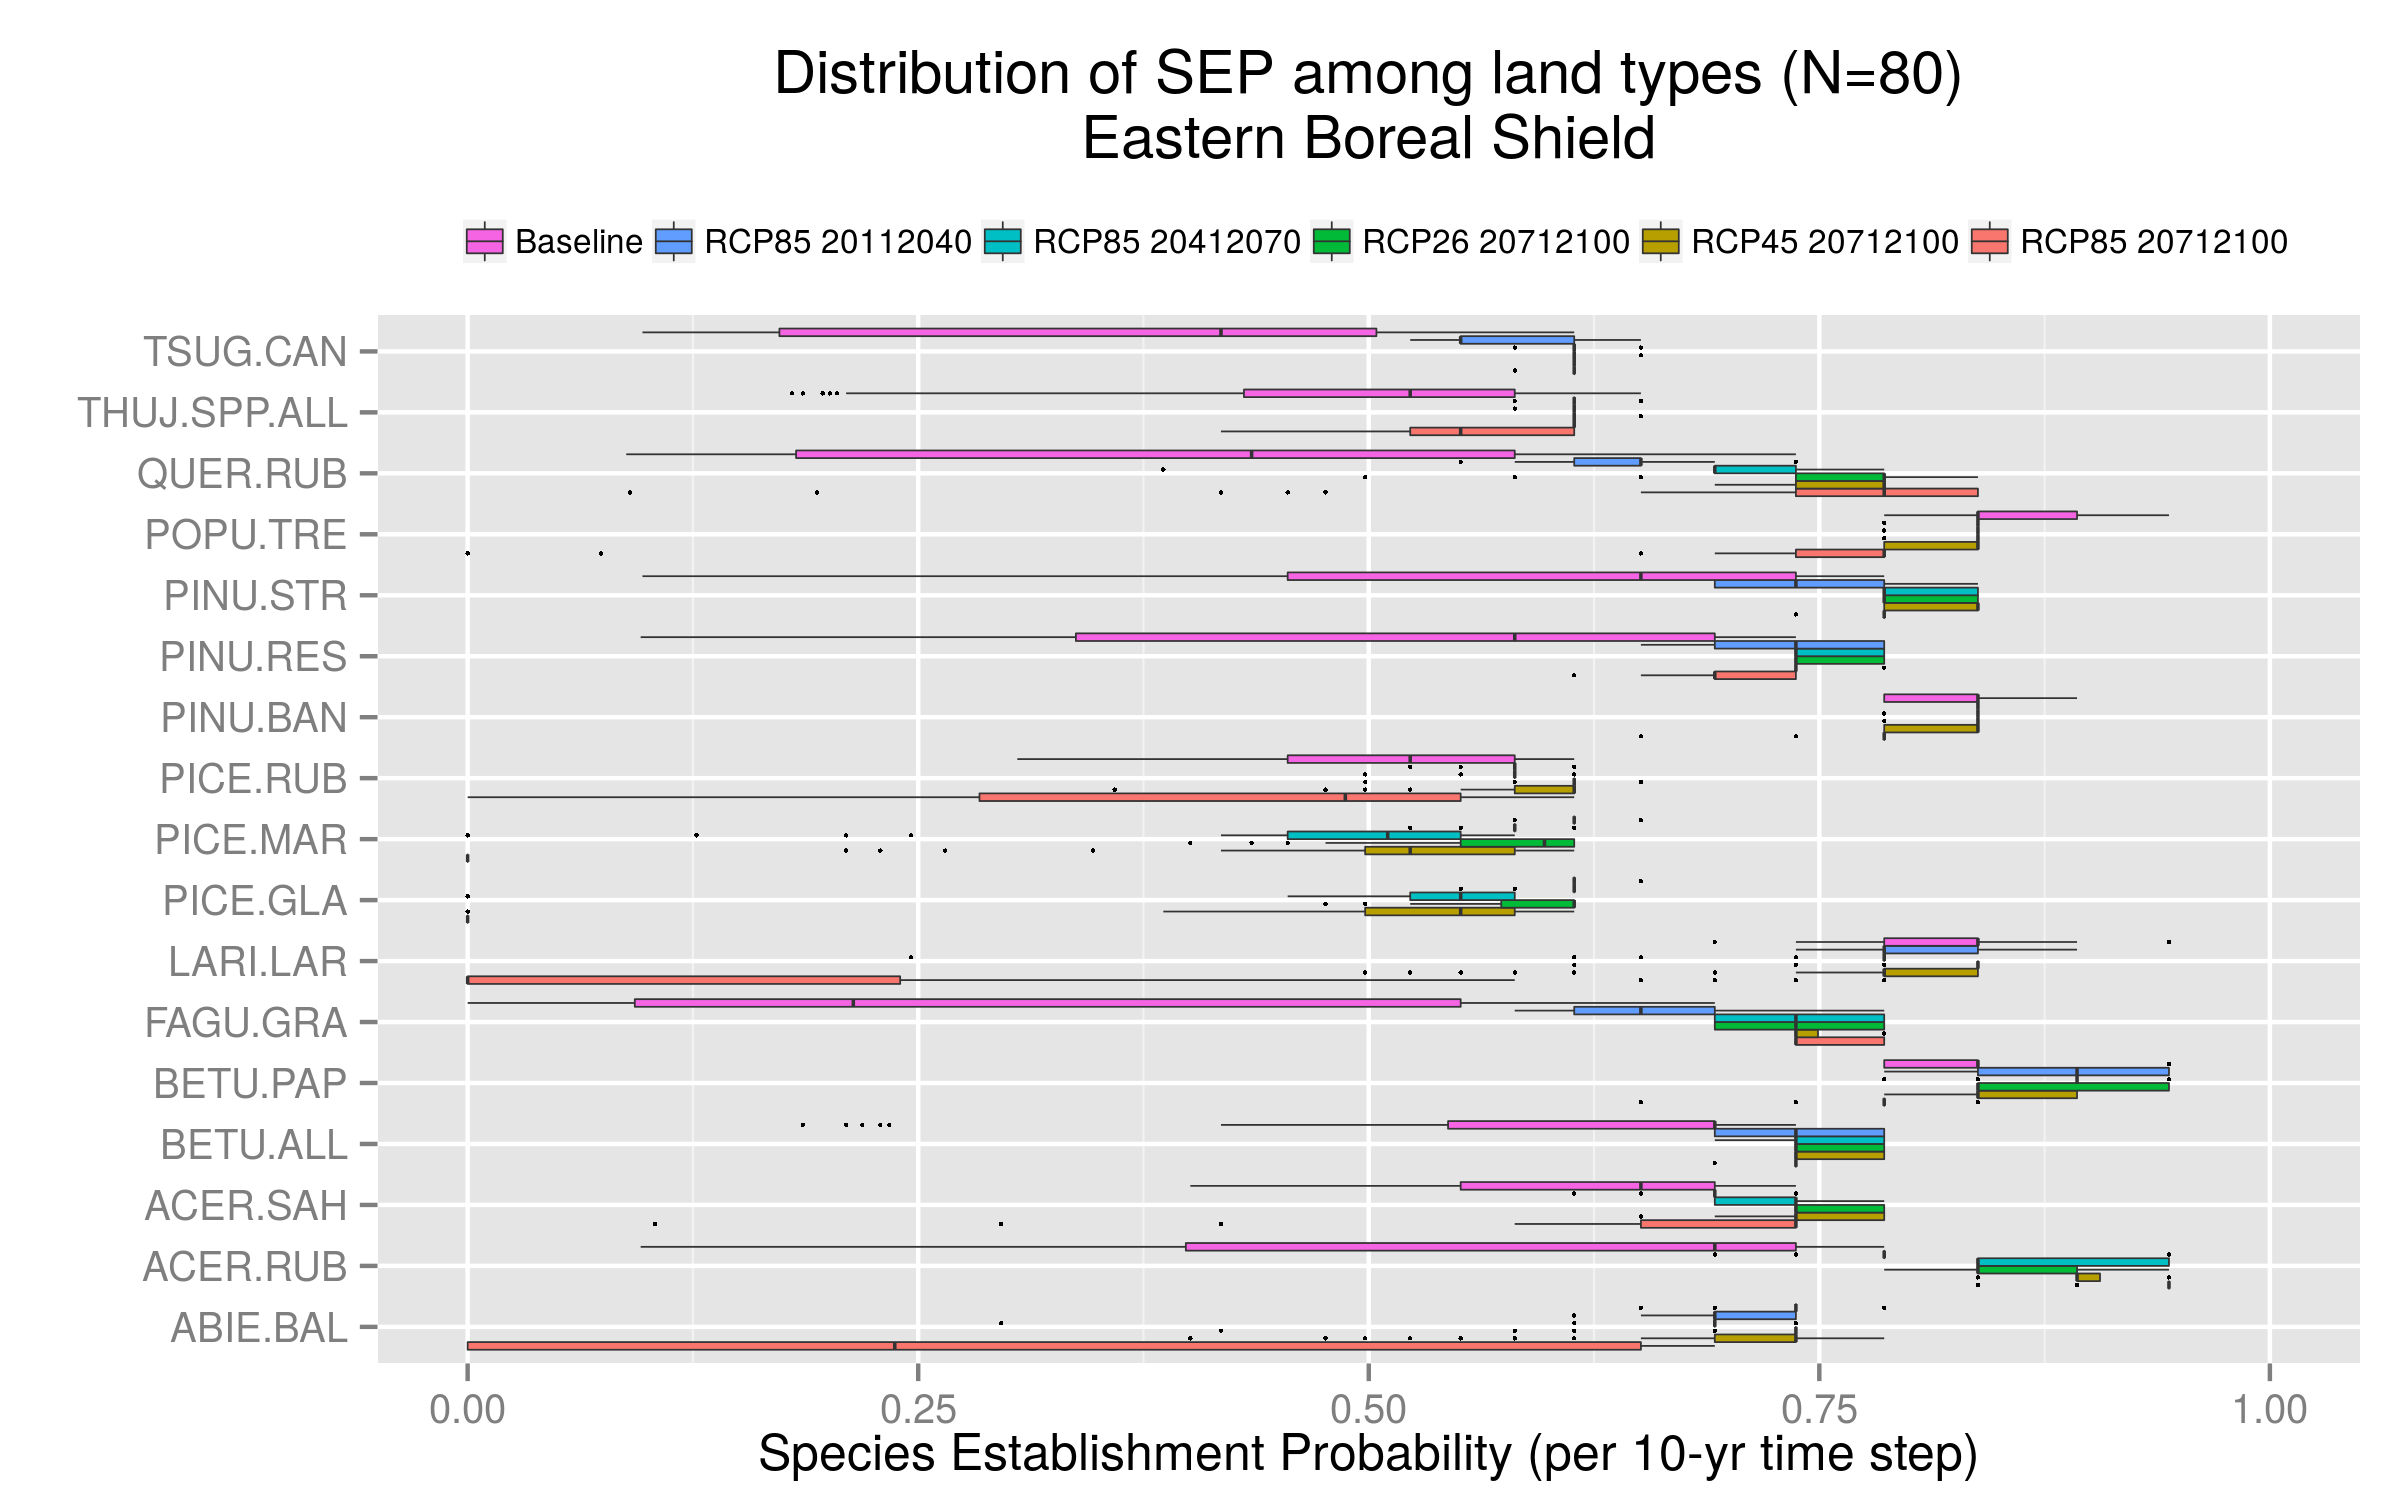 Distribution of SEP among land types (N=80)
Eastern Boreal Shield
Baseline RCP85 20112040 RCP85 20412070 RCP26 20712100 RCP45 20712100 RCP85 20712100
TSUG.CAN
THUJ.SPP.ALL
QUER.RUB
POPU.TRE
PINU.STR
PINU.RES
PINU.BAN
PICE.RUB
PICE.MAR
PICE.GLA
LARI.LAR
FAGU.GRA
BETU.PAP
BETU.ALL
ACER.SAH
ACER.RUB
ABIE.BAL
0.00 0.25 0.50 0.75 1.00
Species Establishment Probability (per 10-yr time step)